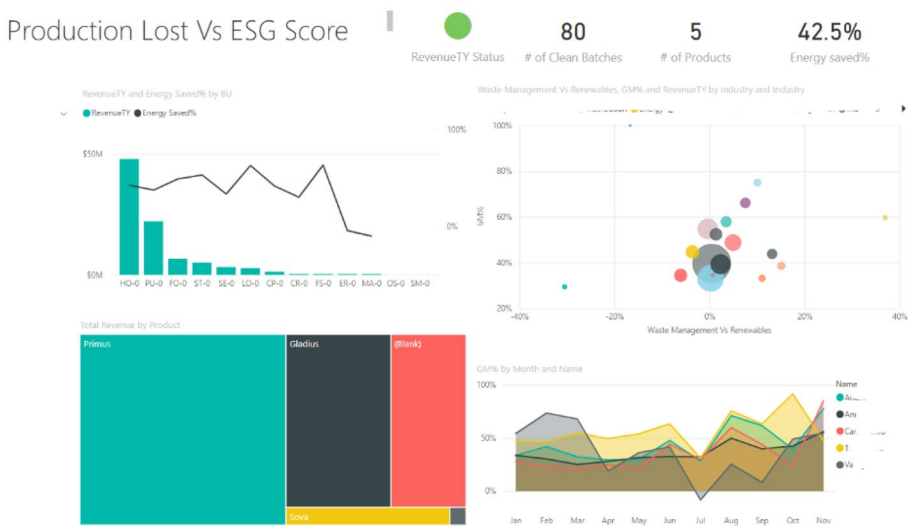 Production Lost Vs ESG Score
RevenueTY Status
80
# of Clean Batches
5
# of Products
42.5%
Energy saved%
RevenueTY and Energy Saved% by BU
RevenueTY Energy Saved%
100%
$50M
0%
$0M
HO-0 PU-0 FO-0 ST-0 SE-0 LO-0 CP-0 CR-0 FS-0 ER-0 MA-0 OS-0 SM-0
Waste Management Vs Renewables, GM% and RevenueTY by Industry and Industry
100%
80%
60%
40%
20%
GM%
-40% -20% 0% 20% 40%
Waste Management Vs Renewables
Total Revenue by Product
Primus
Gladius
(Blank)
Sova
GM% by Month and Name
100%
50%
0%
Jan Feb Mar Apr May Jun Jul Aug Sep Oct Nov
Name